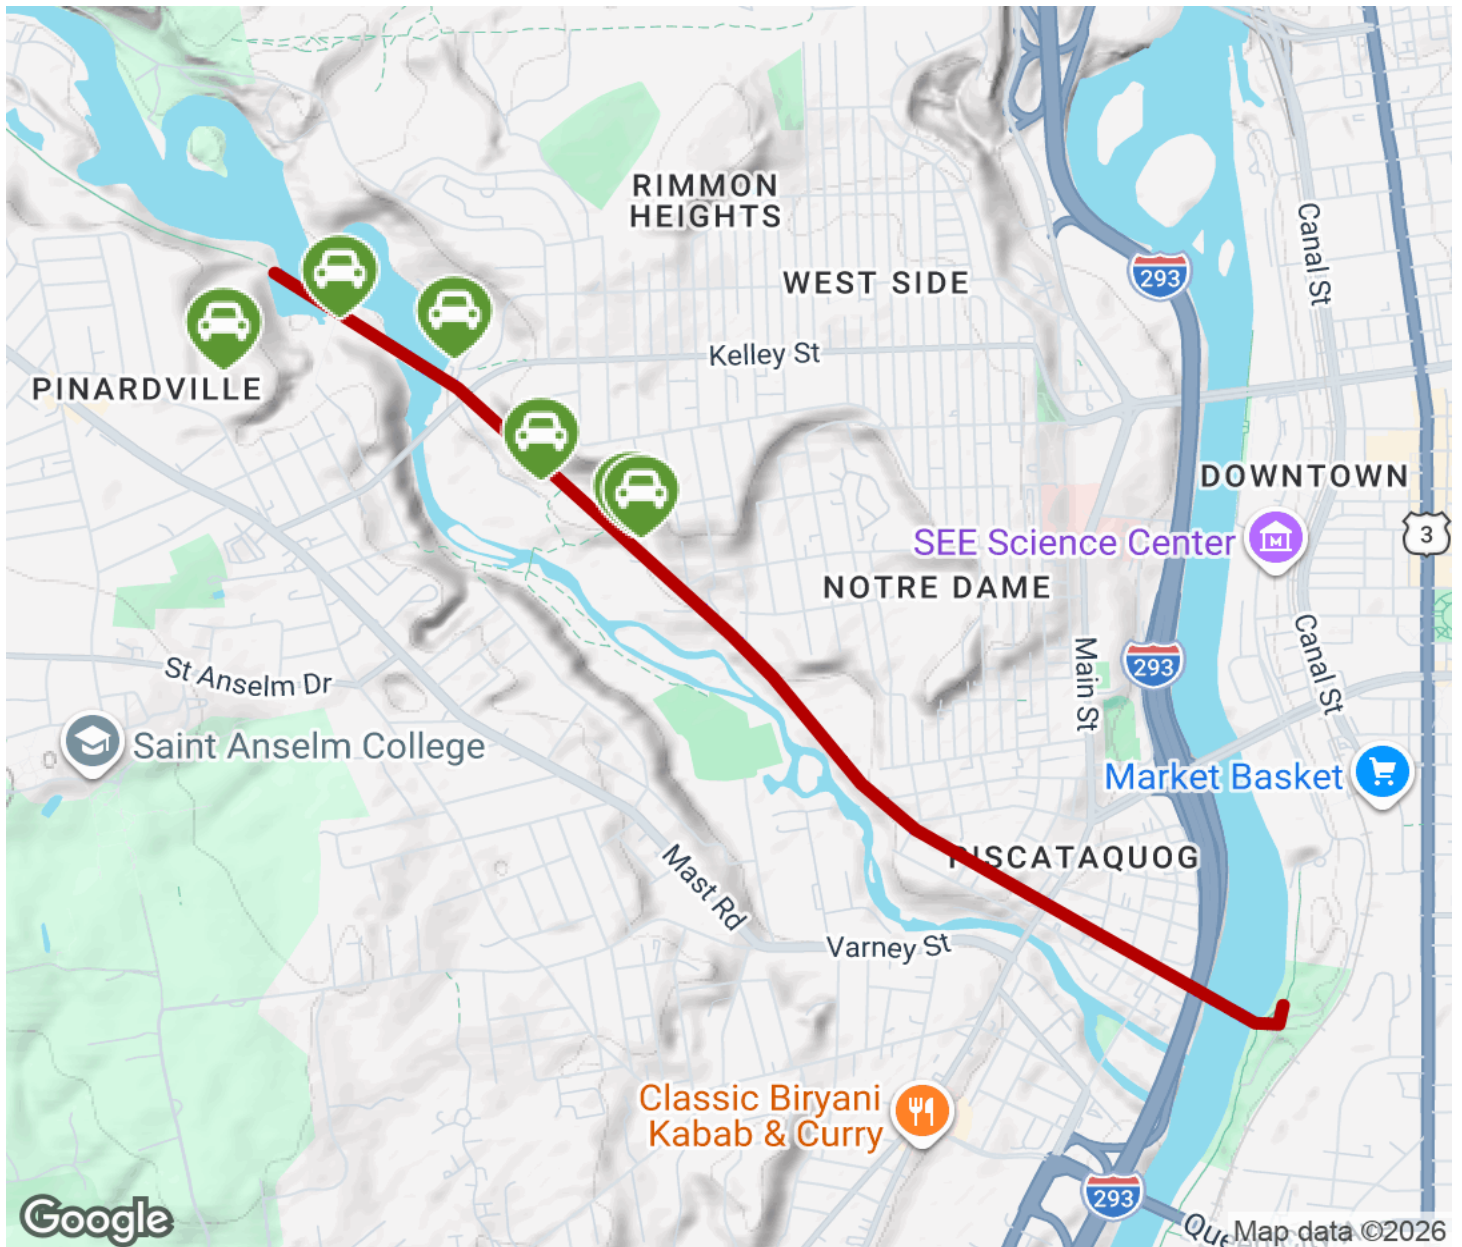 RIMMON
HEIGHTS
Canal St
WEST SIDE
293
Kelley St
PINARDVILLE
DOWNTOWN
3
SEE Science Center
M
NOTRE DAME
Canal St
Main St
293
St Anselm Dr
Saint Anselm College
Market Basket
PISCATAQUOG
Mast Rd
Varney St
Classic Biryani
Kabab & Curry
293
Google
Map data ©2026